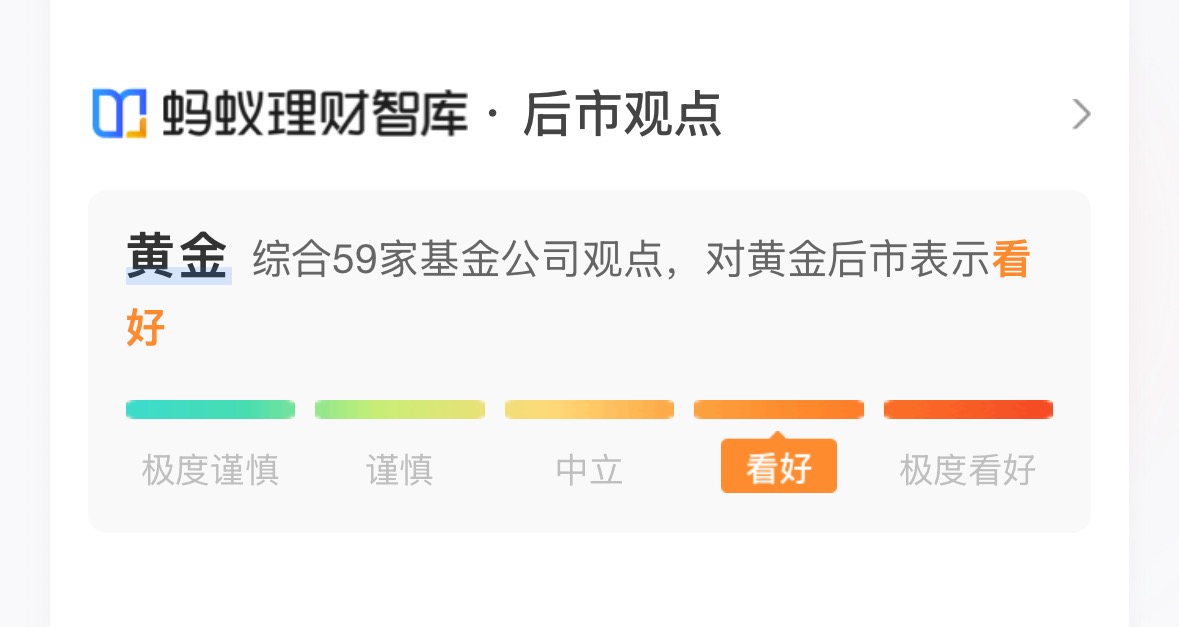 蚂蚁理财智库 · 后市观点
黄金 综合59家基金公司观点，对黄金后市表示看
好
极度谨慎 谨慎 中立 看好 极度看好